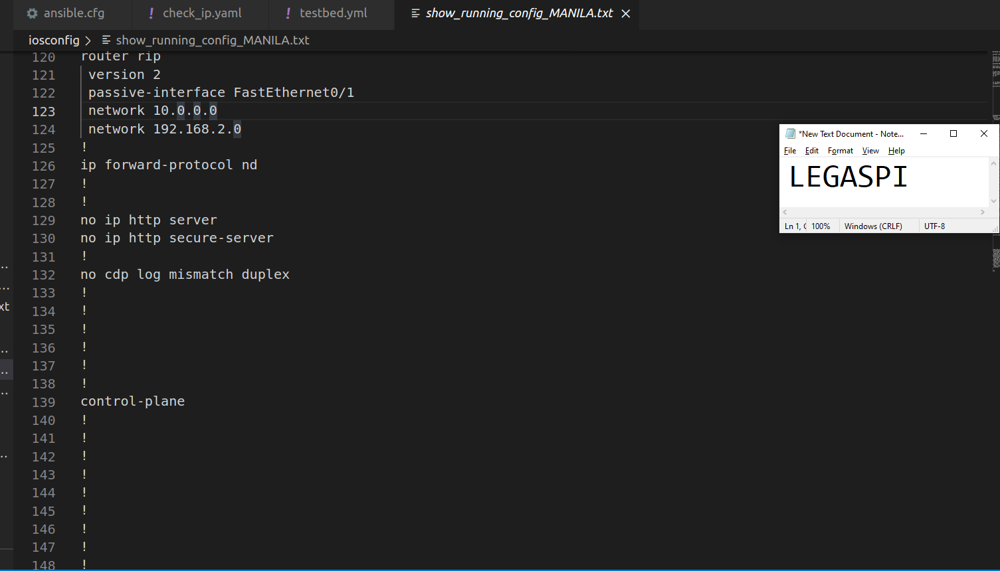 ansible.cfg
! check_ip.yaml
! testbed.yml
show_running_config_MANILA.txt
iosconfig > show_running_config_MANILA.txt
120 router rip
121 version 2
122 passive-interface FastEthernet0/1
123 network 10.0.0.0
124 network 192.168.2.0
125 !
126 ip forward-protocol nd
127 !
128 !
129 no ip http server
130 no ip http secure-server
131 !
132 no cdp log mismatch duplex
133 !
134 !
135 !
136 !
137 !
138 !
139 control-plane
140 !
141 !
142 !
143 !
144 !
145 !
146 !
147 !
148 !
..
...
xt
..
..
..
..
*New Text Document - Note...
File Edit Format View Help
LEGASPI
Ln 1, 100% Windows (CRLF) UTF-8